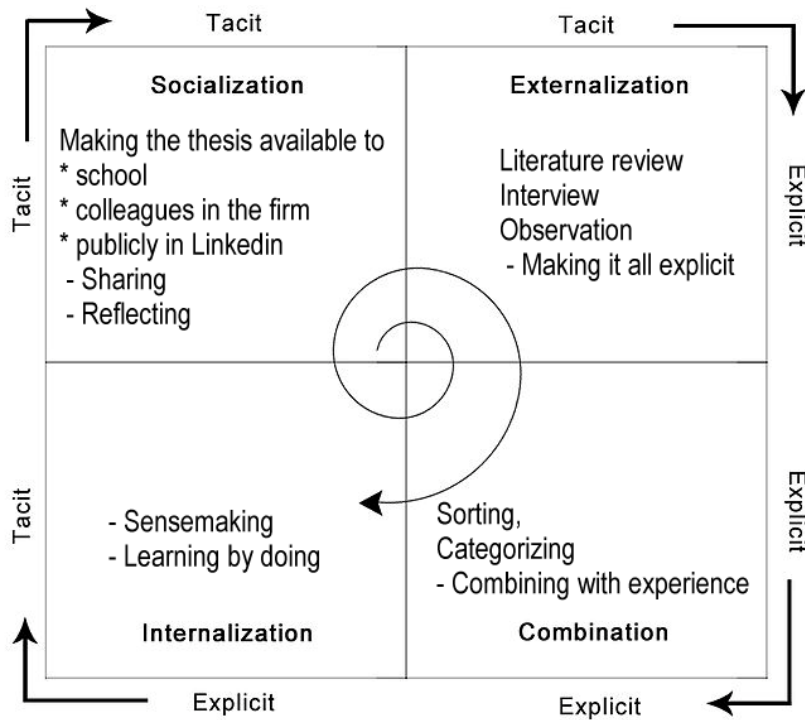 Tacit
Tacit
Socialization
Externalization
Making the thesis available to
* school
* colleagues in the firm
* publicly in Linkedin
- Sharing
- Reflecting
Literature review
Interview
Observation
- Making it all explicit
Tacit
Explicit
Tacit
Explicit
- Sensemaking
- Learning by doing
Sorting,
Categorizing
- Combining with experience
Internalization
Combination
Explicit
Explicit